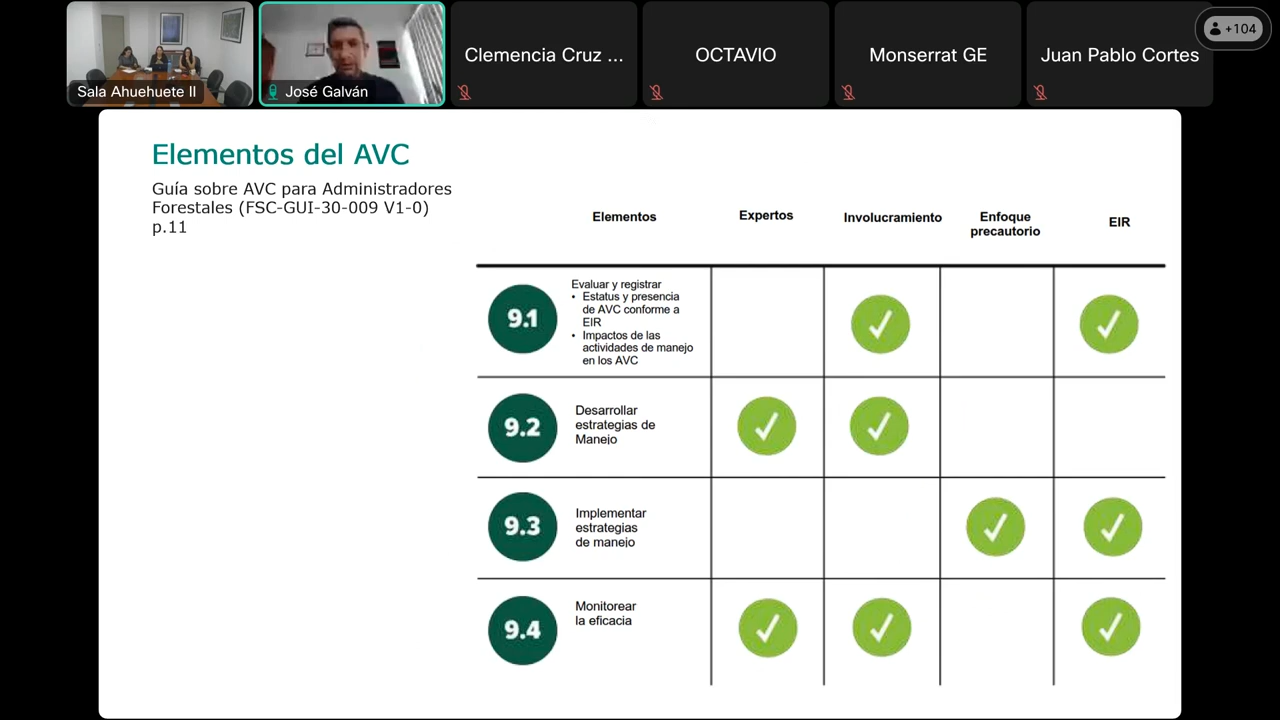 Sala Ahuehuete II
José Galván
Clemencia Cruz ...
OCTAVIO
Monserrat GE
Juan Pablo Cortes
+104
Elementos del AVC
Guía sobre AVC para Administradores
Forestales (FSC-GUI-30-009 V1-0)
p.11
Elementos
Expertos
Involucramiento
Enfoque
precautorio
EIR
9.1
Evaluar y registrar
• Estatus y presencia
de AVC conforme a
EIR
• Impactos de las
actividades de manejo
en los AVC
9.2
Desarrollar
estrategias de
Manejo
9.3
Implementar
estrategias
de manejo
9.4
Monitorear
la eficacia